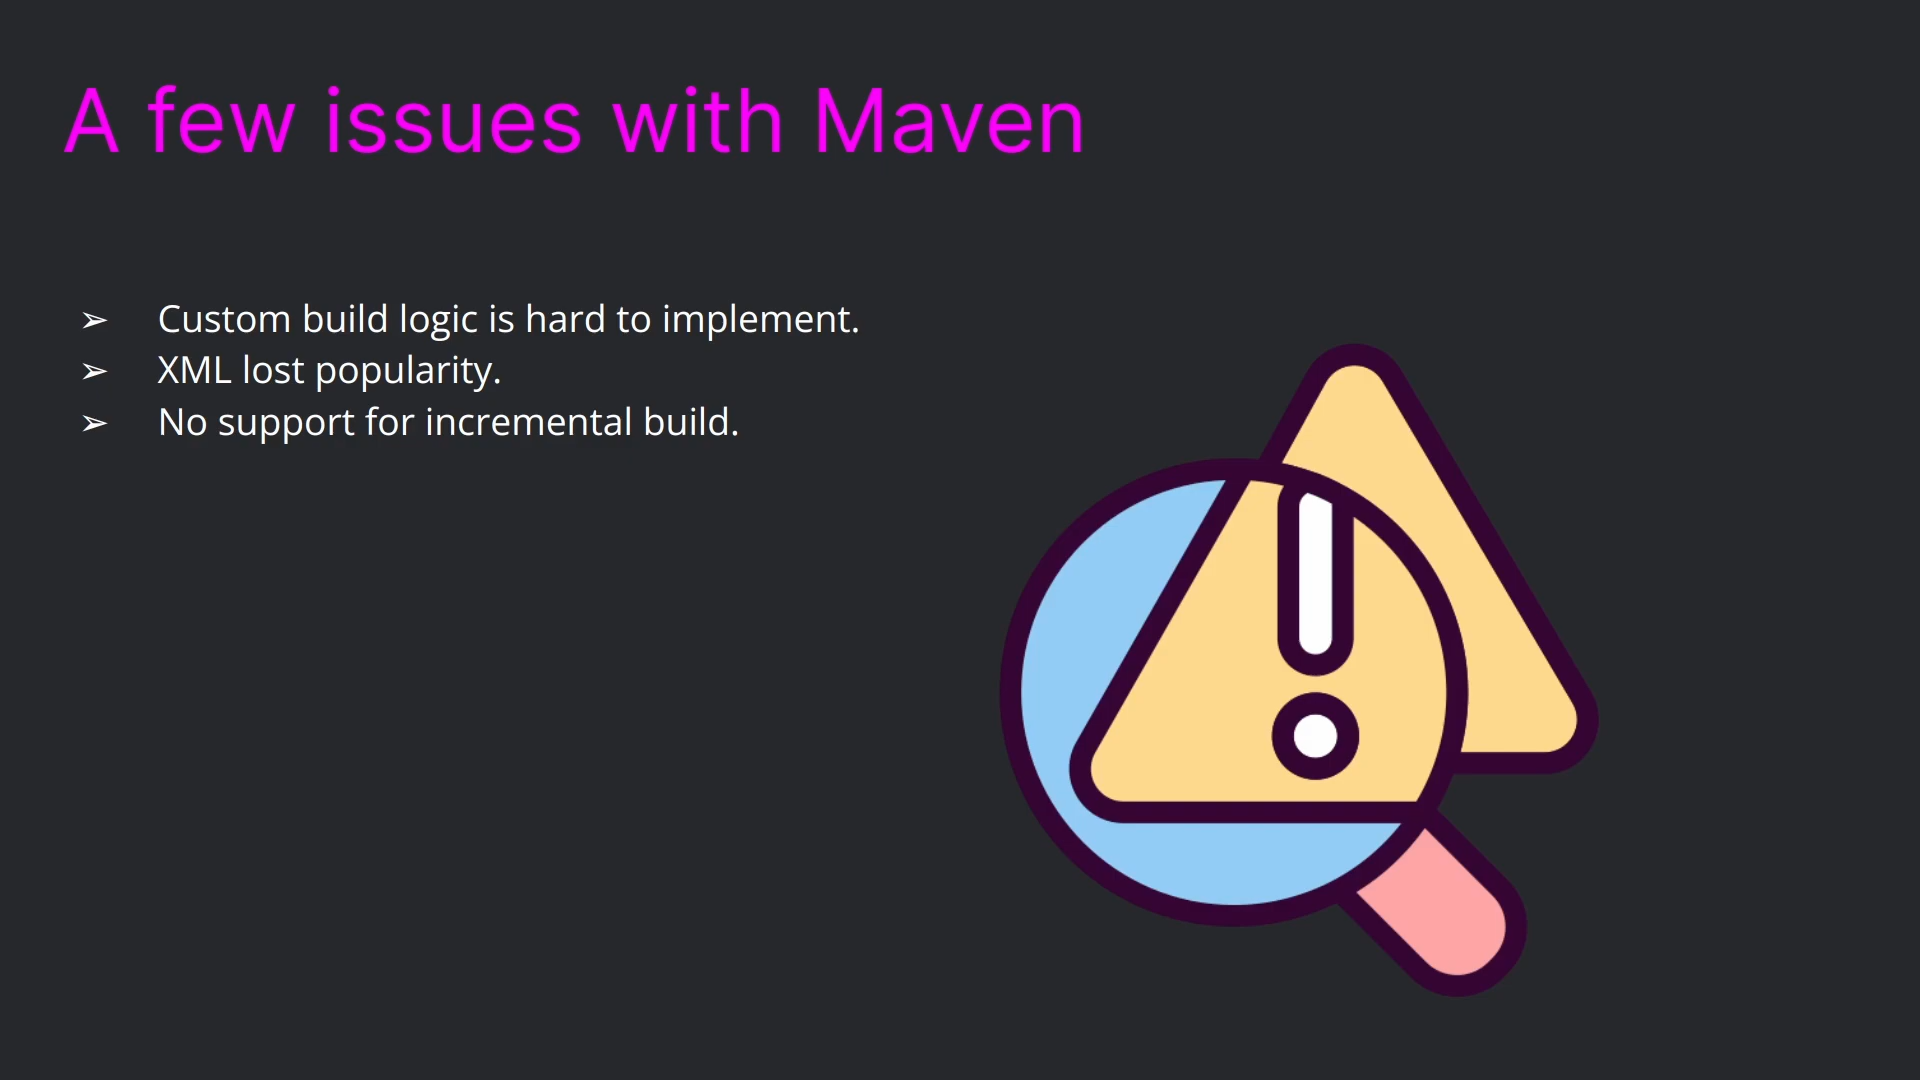 A few issues with Maven
➢ Custom build logic is hard to implement.
➢ XML lost popularity.
➢ No support for incremental build.